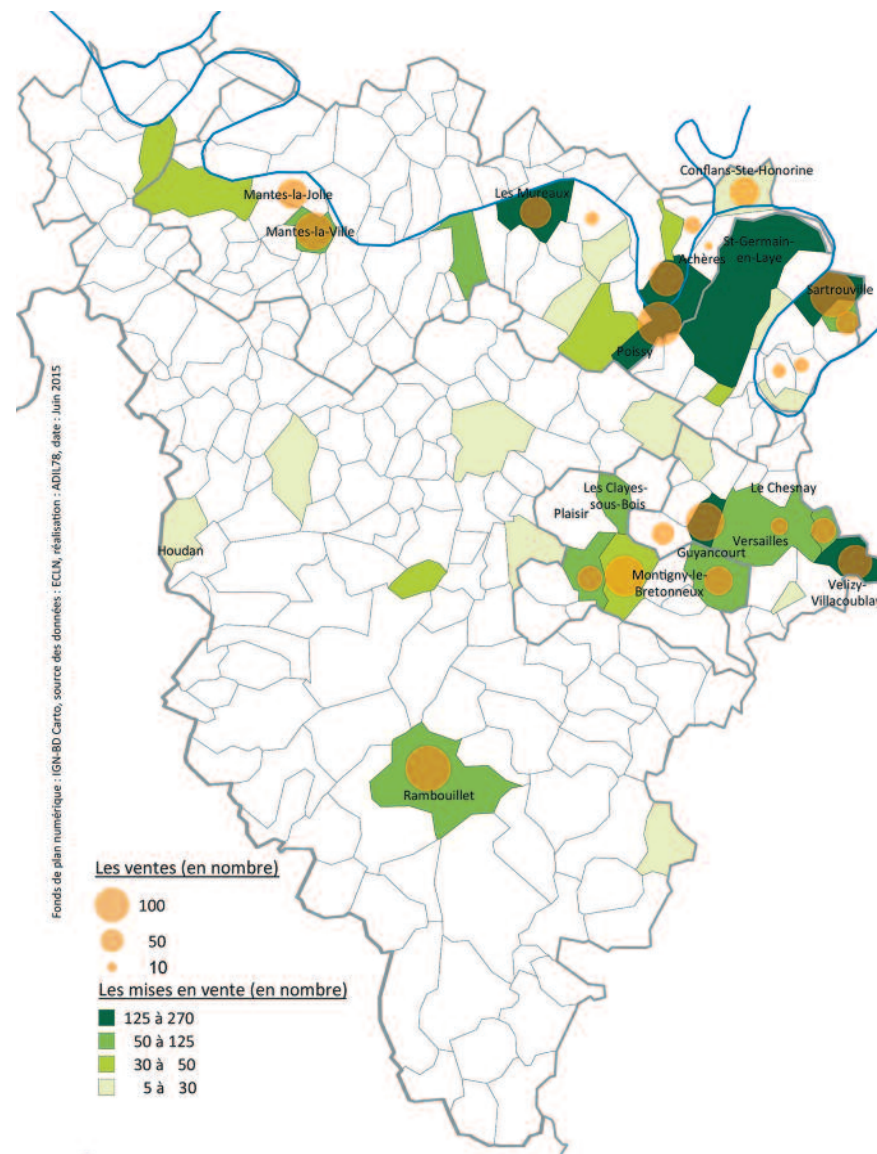 Conflans-Ste-Honorine
Mantes-la-Jolie
Les Mureaux
Mantes-la-Ville
St-Germain-
en-Laye
Achères
Sartrouville
Poissy
Les Clayes-
sous-Bois
Le Chesnay
Plaisir
Houdan
Guyancourt
Versailles
Montigny-le-
Bretonneux
Velizy-
Villacoublay
Rambouillet
Fonds de plan numérique : IGN-BD Carto, source des données : ECLN, réalisation : ADIL78, date : Juin 2015
Les ventes (en nombre)
100
50
10
Les mises en vente (en nombre)
125 à 270
50 à 125
30 à 50
5 à 30